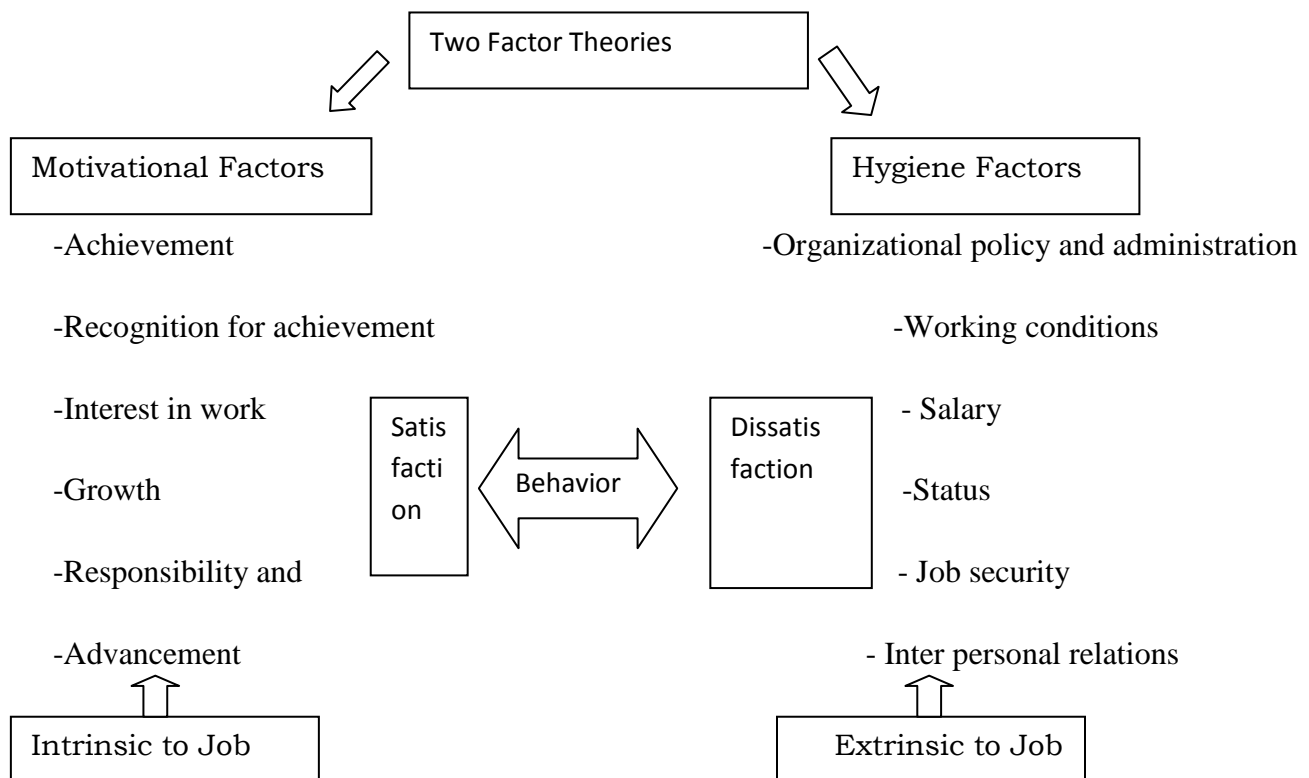 Two Factor Theories
Motivational Factors
Hygiene Factors
-Achievement
-Organizational policy and administration
-Recognition for achievement
-Working conditions
-Interest in work
Satis
facti
on
Behavior
Dissatis
faction
- Salary
-Growth
-Status
-Responsibility and
- Job security
-Advancement
- Inter personal relations
Intrinsic to Job
Extrinsic to Job